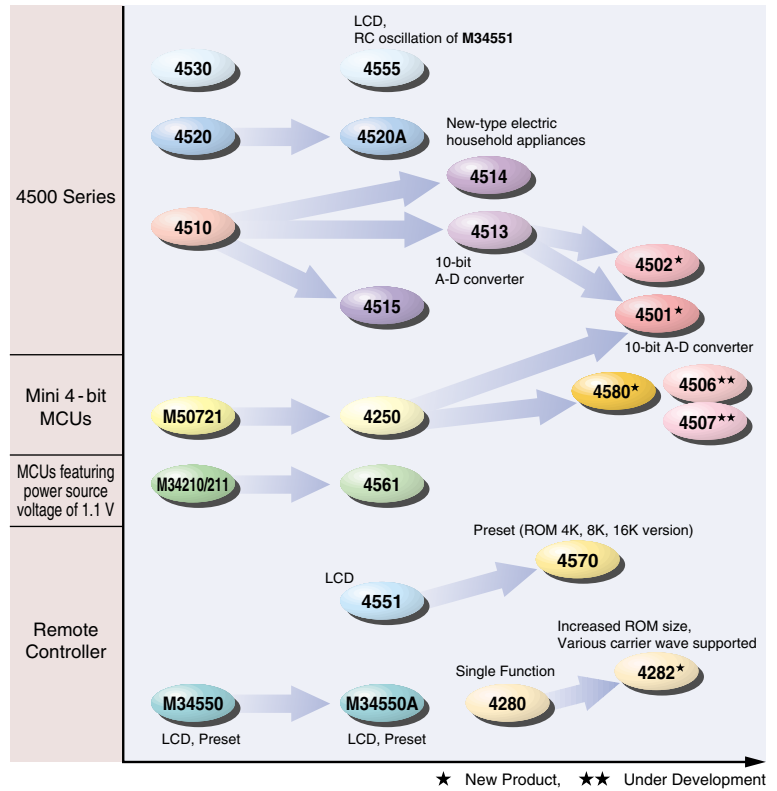 LCD,
RC oscillation of M34551
4530
4555
4520
4520A
New-type electric
household appliances
4514
4500 Series
4510
4513
10-bit
A-D converter
4502★
4515
4501★
10-bit A-D converter
Mini 4-bit
MCUs
M50721
4250
4580★
4506★★
4507★★
MCUs featuring
power source
voltage of 1.1 V
M34210/211
4561
Preset (ROM 4K, 8K, 16K version)
4570
LCD
4551
Remote
Controller
Increased ROM size,
Various carrier wave supported
4282★
Single Function
4280
M34550
LCD, Preset
M34550A
LCD, Preset
★ New Product, ★★ Under Development